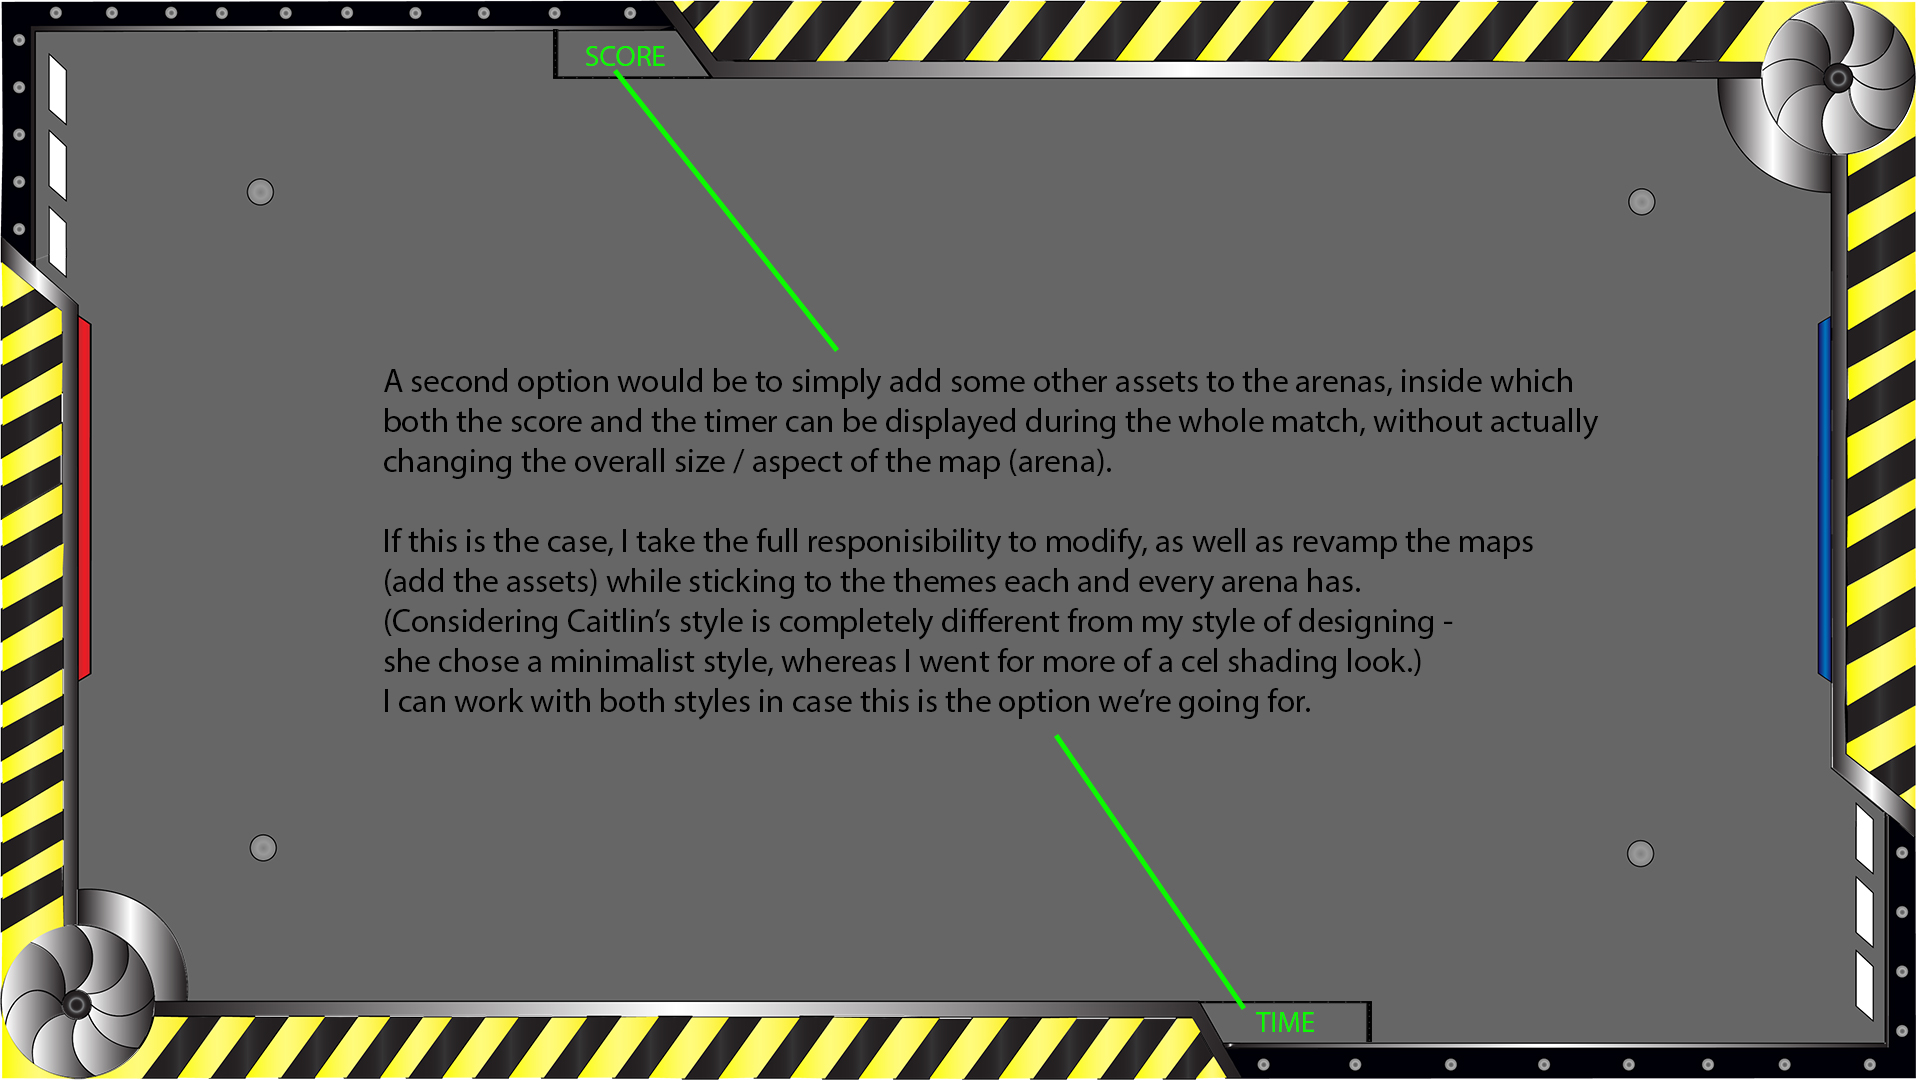 SCORE
A second option would be to simply add some other assets to the arenas, inside which
both the score and the timer can be displayed during the whole match, without actually
changing the overall size / aspect of the map (arena).
If this is the case, I take the full responisibility to modify, as well as revamp the maps
(add the assets) while sticking to the themes each and every arena has.
(Considering Caitlin’s style is completely different from my style of designing -
she chose a minimalist style, whereas I went for more of a cel shading look.)
I can work with both styles in case this is the option we’re going for.
TIME